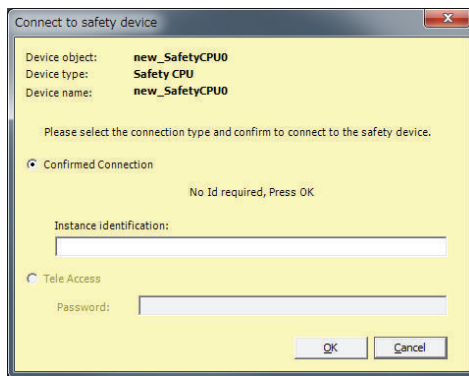 Connect to safety device
Device object: new_SafetyCPU0
Device type: Safety CPU
Device name: new_SafetyCPU0
Please select the connection type and confirm to connect to the safety device.
Confirmed Connection
No Id required, Press OK
Instance identification:
Tele Access
Password:
OK Cancel